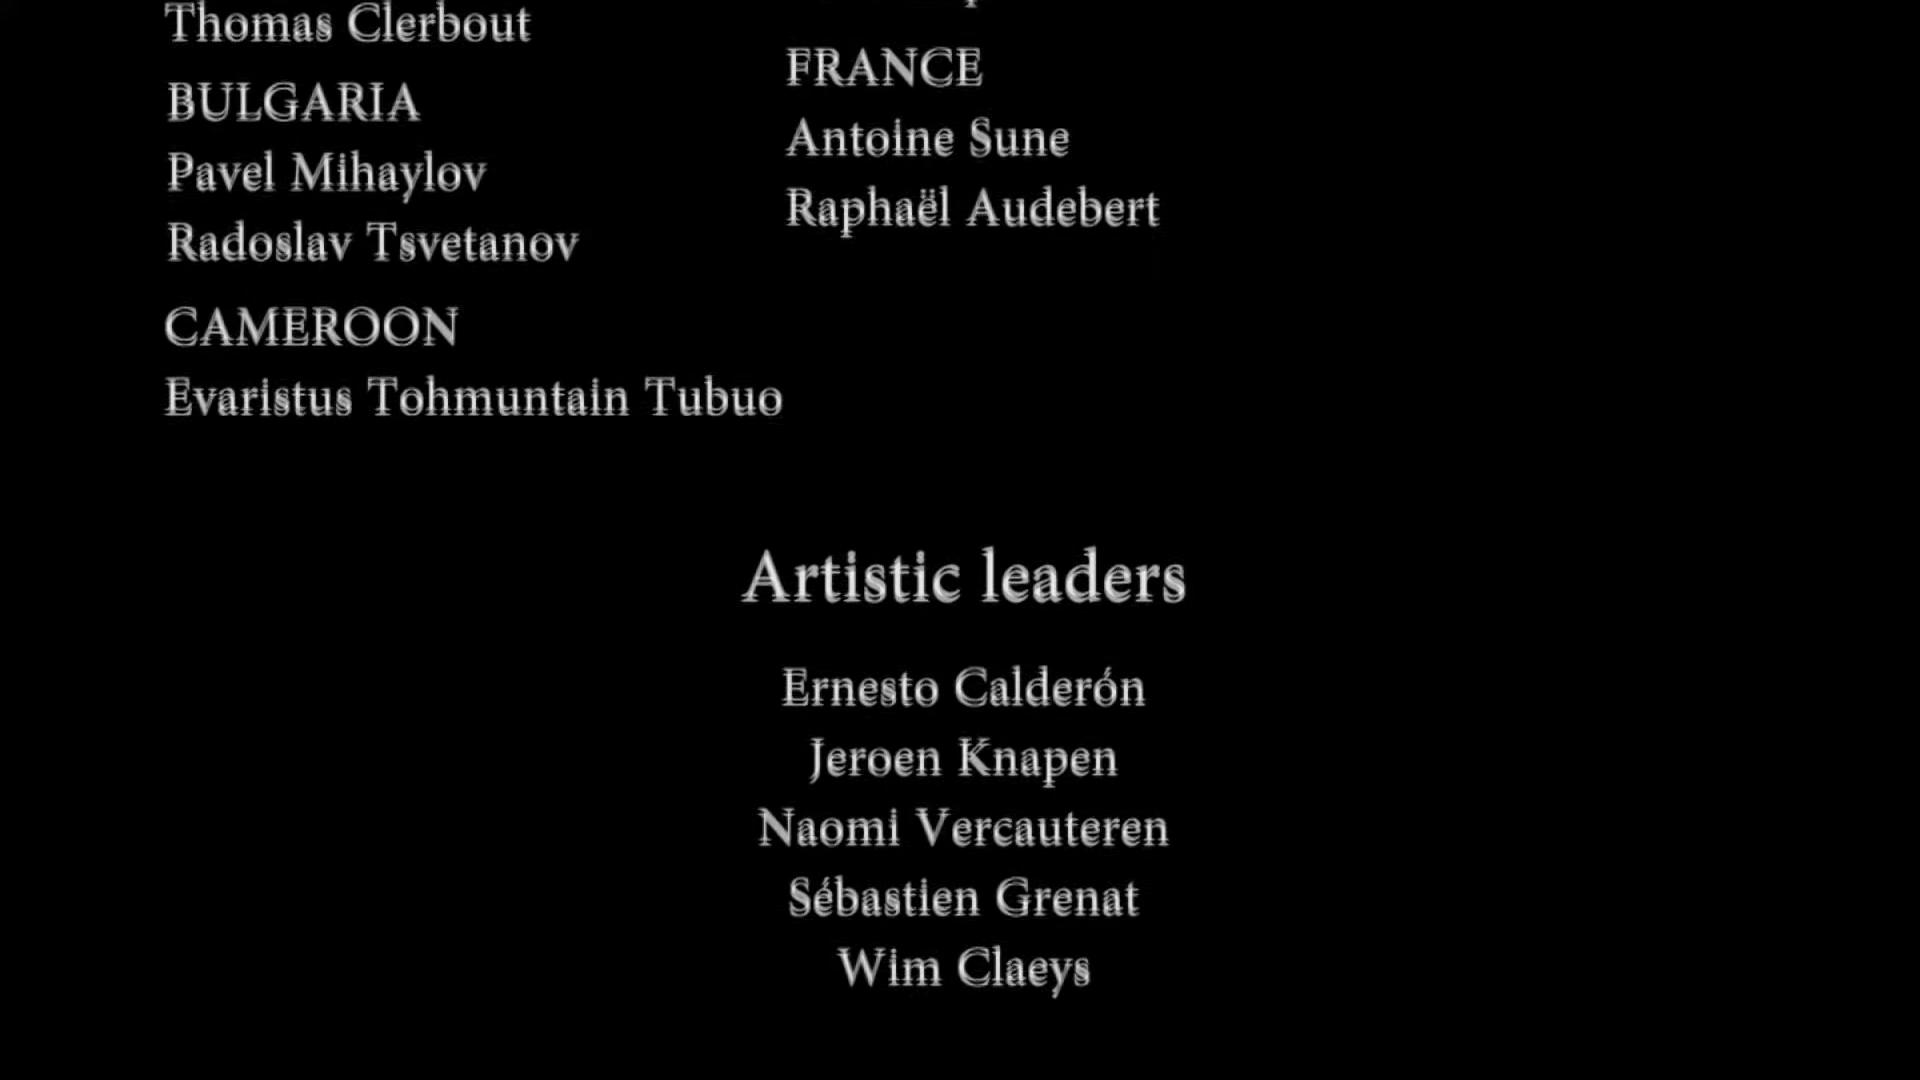 Thomas Clerbout
BULGARIA
Pavel Mihaylov
Radoslav Tsvetanov
CAMEROON
Evaristus Tohmuntain Tubuo
FRANCE
Antoine Sune
Raphaël Audebert
Artistic leaders
Ernesto Calderón
Jeroen Knapen
Naomi Vercauteren
Sébastien Grenat
Wim Claeys